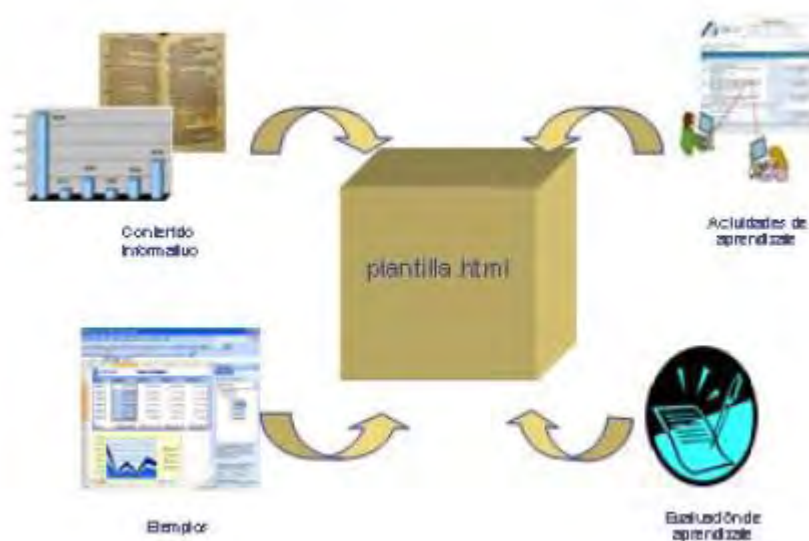 Contenido
Informativo
plantilla.html
Actividades de
aprendizaje
Ejemplos
Evaluación de
aprendizaje